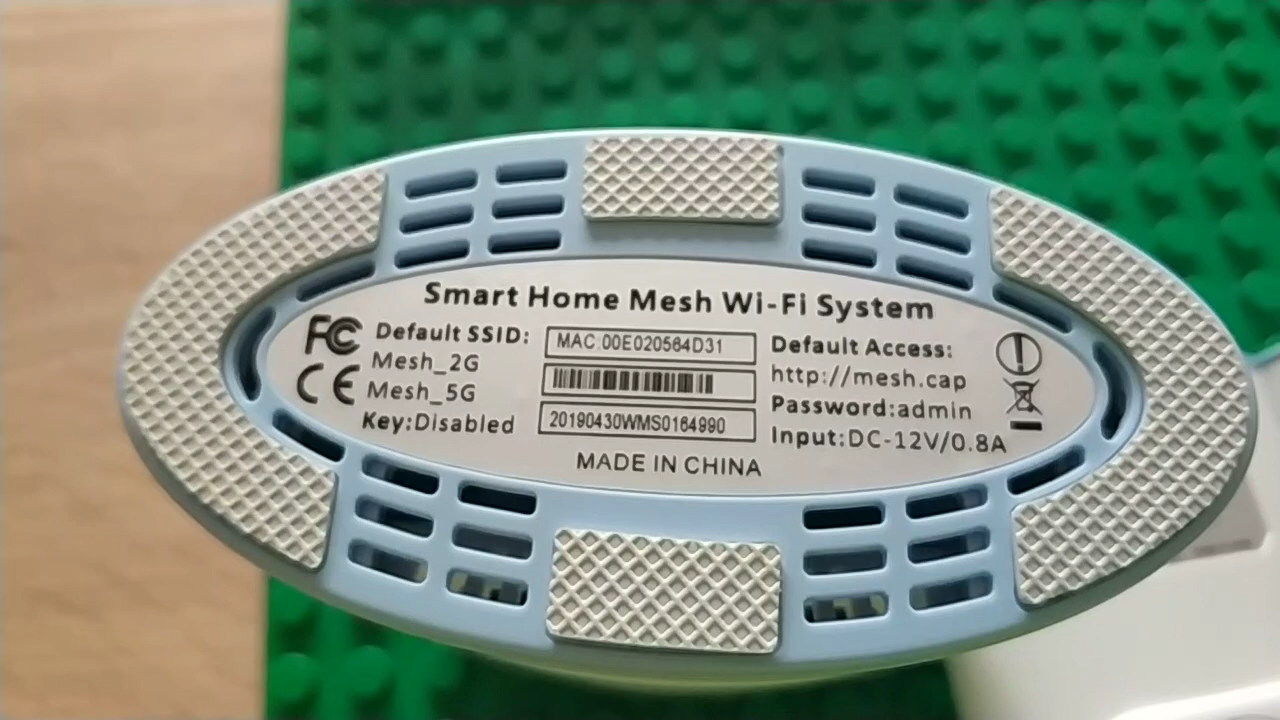 Smart Home Mesh Wi-Fi System
FC
CE
Default SSID:
Mesh_2G
Mesh_5G
Key:Disabled
MAC:00E020564D31
20190430WMS0164990
MADE IN CHINA
Default Access:
http://mesh.cap
Password:admin
Input:DC-12V/0.8A